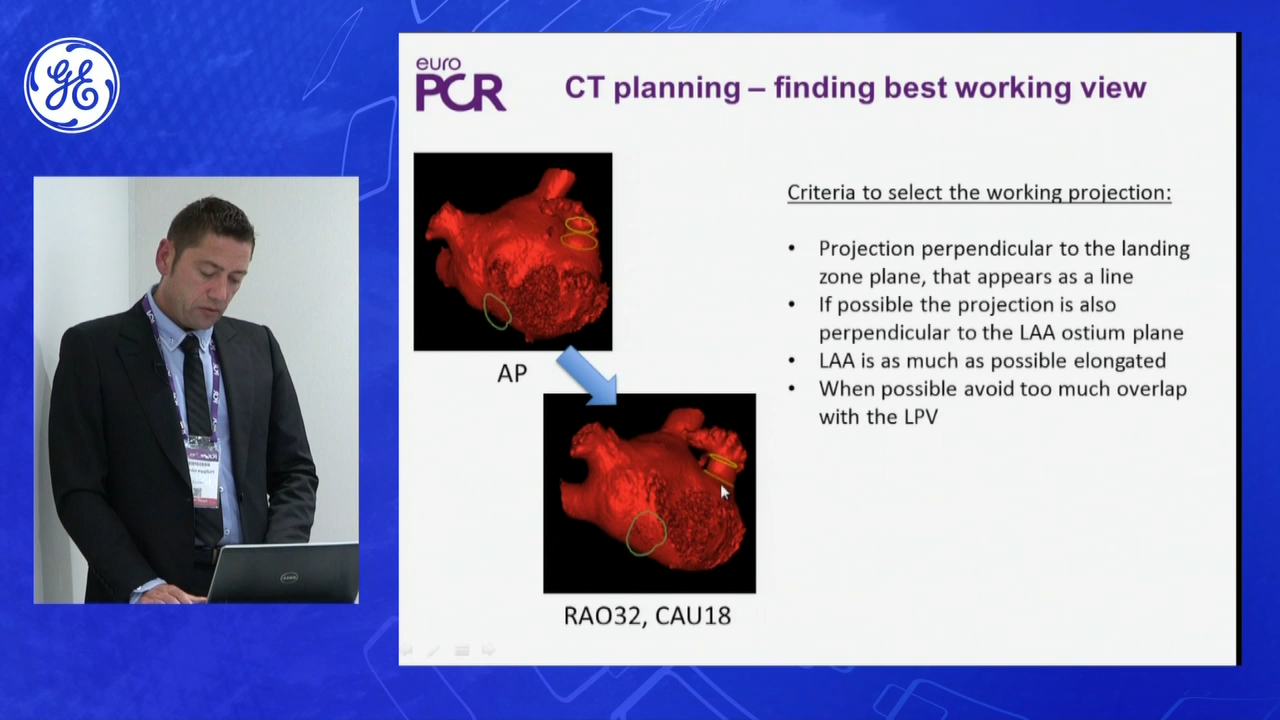 GE
euro
PCR
CT planning – finding best working view
Criteria to select the working projection:
• Projection perpendicular to the landing
zone plane, that appears as a line
• If possible the projection is also
perpendicular to the LAA ostium plane
• LAA is as much as possible elongated
• When possible avoid too much overlap
with the LPV
AP
RAO32, CAU18
DELL